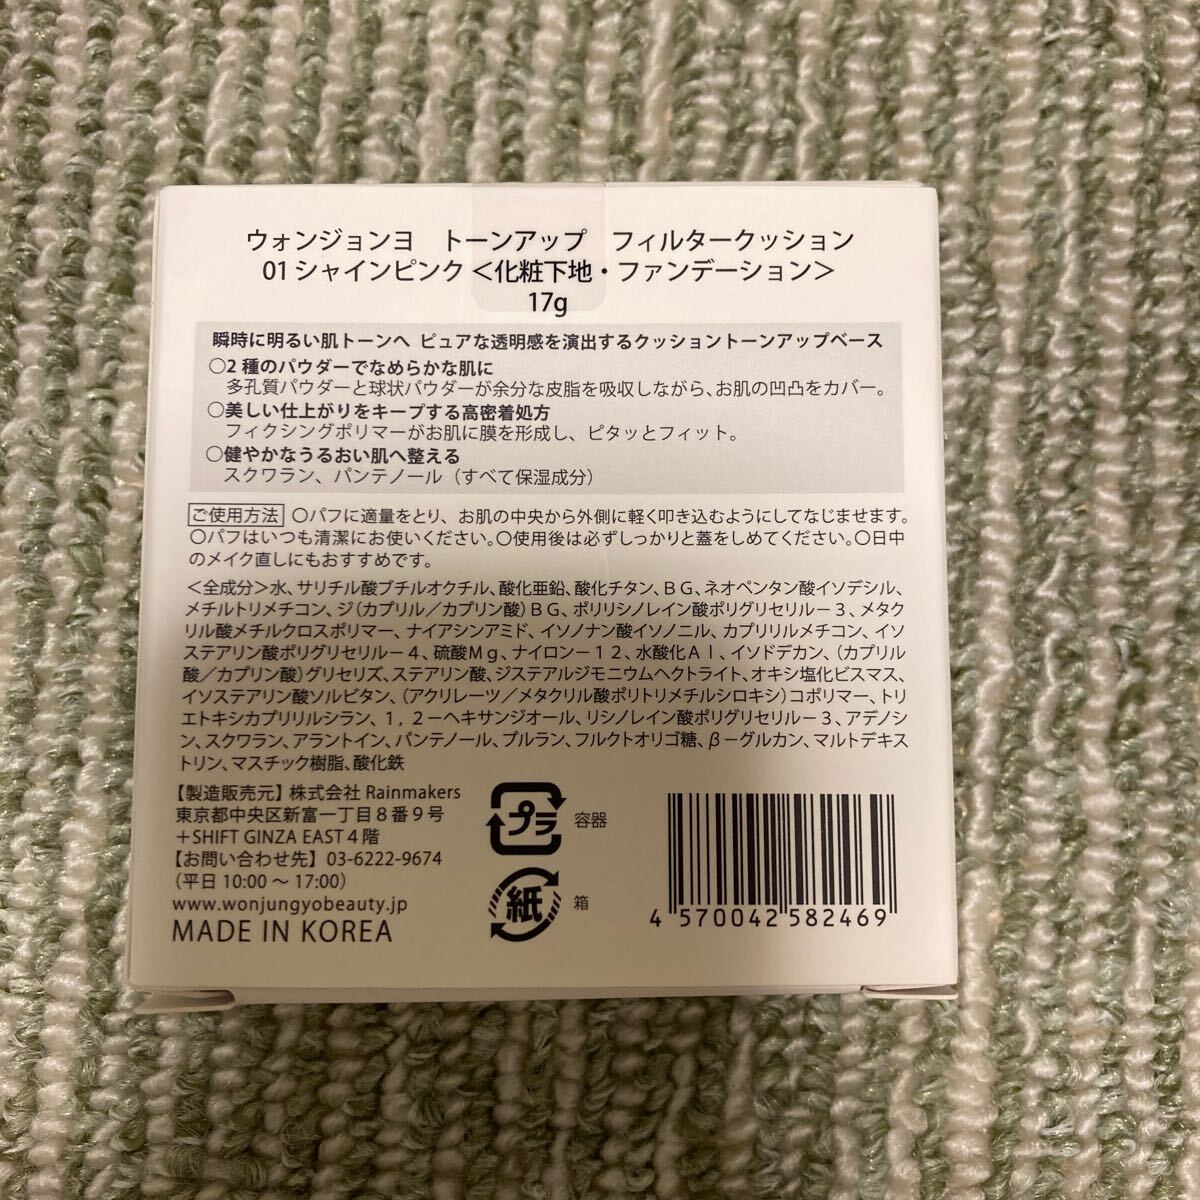 ウォンジョンヨ　トーンアップ　フィルタークッション
01 シャインピンク＜化粧下地・ファンデーション＞
17g
瞬時に明るい肌トーンへ ピュアな透明感を演出するクッショントーンアップベース
○2 種のパウダーでなめらかな肌に
多孔質パウダーと球状パウダーが余分な皮脂を吸収しながら、お肌の凹凸をカバー。
○美しい仕上がりをキープする高密着処方
フィクシングポリマーがお肌に膜を形成し、ピタッとフィット。
○健やかなうるおい肌へ整える
スクワラン、パンテノール（すべて保湿成分）
ご使用方法 ○パフに適量をとり、お肌の中央から外側に軽く叩き込むようにしてなじませます。
○パフはいつも清潔にお使いください。○使用後は必ずしっかりと蓋をしめてください。○日中
のメイク直しにもおすすめです。
＜全成分＞水、サリチル酸ブチルオクチル、酸化亜鉛、酸化チタン、ＢＧ、ネオペンタン酸イソデシル、
メチルトリメチコン、ジ（カプリル／カプリン酸）ＢＧ、ポリリシノレイン酸ポリグリセリル－３、メタク
リル酸メチルクロスポリマー、ナイアシンアミド、イソノナン酸イソノニル、カプリリルメチコン、イソ
ステアリン酸ポリグリセリル－４、硫酸Ｍｇ、ナイロン－１２、水酸化Ａｌ、イソドデカン、（カプリル
酸／カプリン酸）グリセリズ、ステアリン酸、ジステアルジモニウムヘクトライト、オキシ塩化ビスマス、
イソステアリン酸ソルビタン、（アクリレーツ／メタクリル酸ポリトリメチルシロキシ）コポリマー、トリ
エトキシカプリリルシラン、１，２－ヘキサンジオール、リシノレイン酸ポリグリセリル－３、アデノシ
ン、スクワラン、アラントイン、パンテノール、プルラン、フルクトオリゴ糖、β－グルカン、マルトデキス
トリン、マスチック樹脂、酸化鉄
【製造販売元】株式会社 Rainmakers
東京都中央区新富一丁目８番９号
＋SHIFT GINZA EAST４階
【お問い合わせ先】03-6222-9674
（平日 10:00 ～ 17:00）
www.wonjungyobeauty.jp
MADE IN KOREA
プラ 容器
紙 箱
4 570042 582469